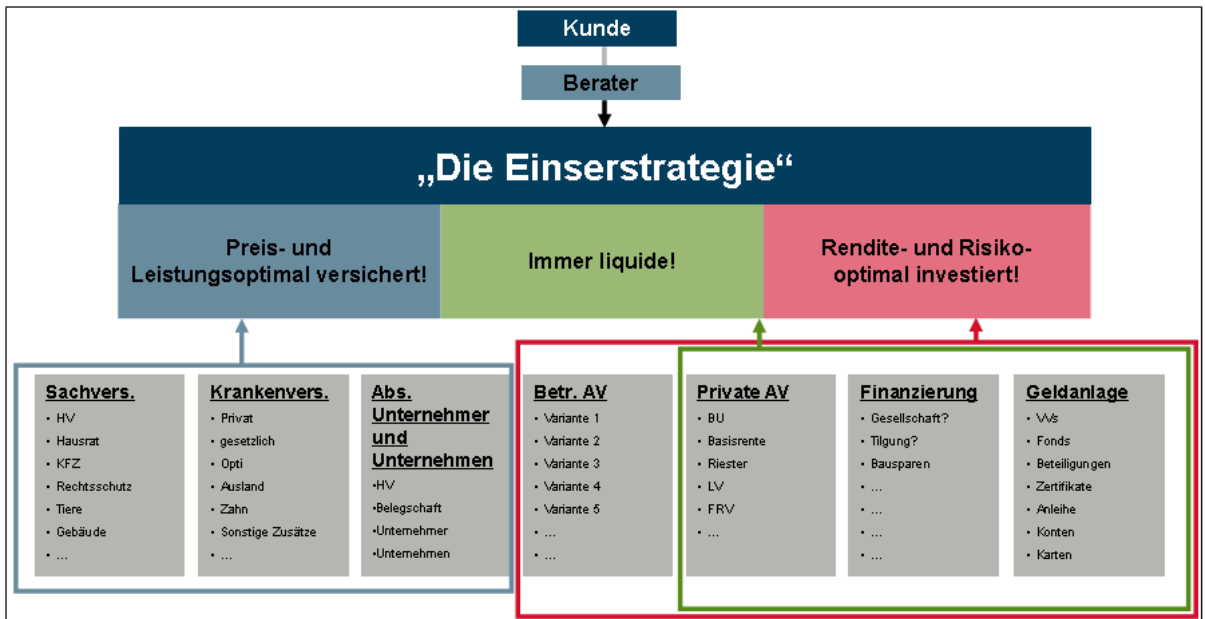 Kunde
Berater
„Die Einserstrategie“
Preis- und
Leistungsoptimal versichert!
Immer liquide!
Rendite- und Risiko-
optimal investiert!
Sachvers.
· HV
· Hausrat
· KFZ
· Rechtsschutz
· Tiere
· Gebäude
· ...
Krankenvers.
· Privat
· gesetzlich
· Opti
· Ausland
· Zahn
· Sonstige Zusätze
· ...
Abs.
Unternehmer
und
Unternehmen
·HV
·Belegschaft
·Unternehmer
·Unternehmen
Betr. AV
· Variante 1
· Variante 2
· Variante 3
· Variante 4
· Variante 5
· ...
· ...
Private AV
· BU
· Basisrente
· Riester
· LV
· FRV
· ...
Finanzierung
· Gesellschaft?
· Tilgung?
· Bausparen
· ...
· ...
· ...
· ...
Geldanlage
· VVs
· Fonds
· Beteiligungen
· Zertifikate
· Anleihe
· Konten
· Karten